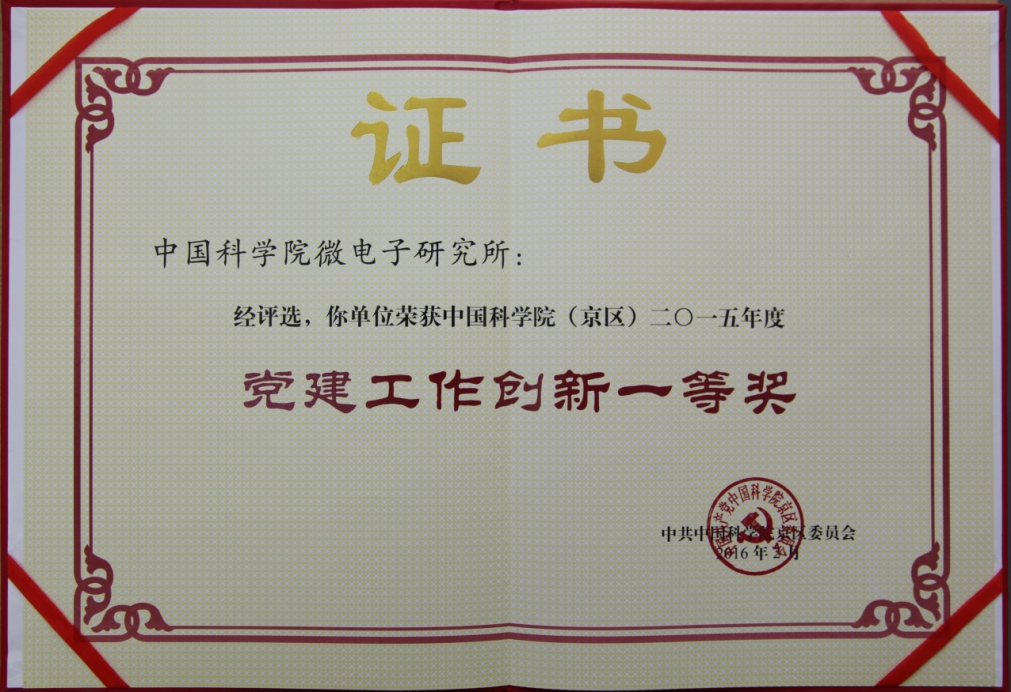 证书
中国科学院微电子研究所：
经评选，你单位荣获中国科学院（京区）二〇一五年度
党建工作创新一等奖
中共中国科学院京区委员会
2016年2月